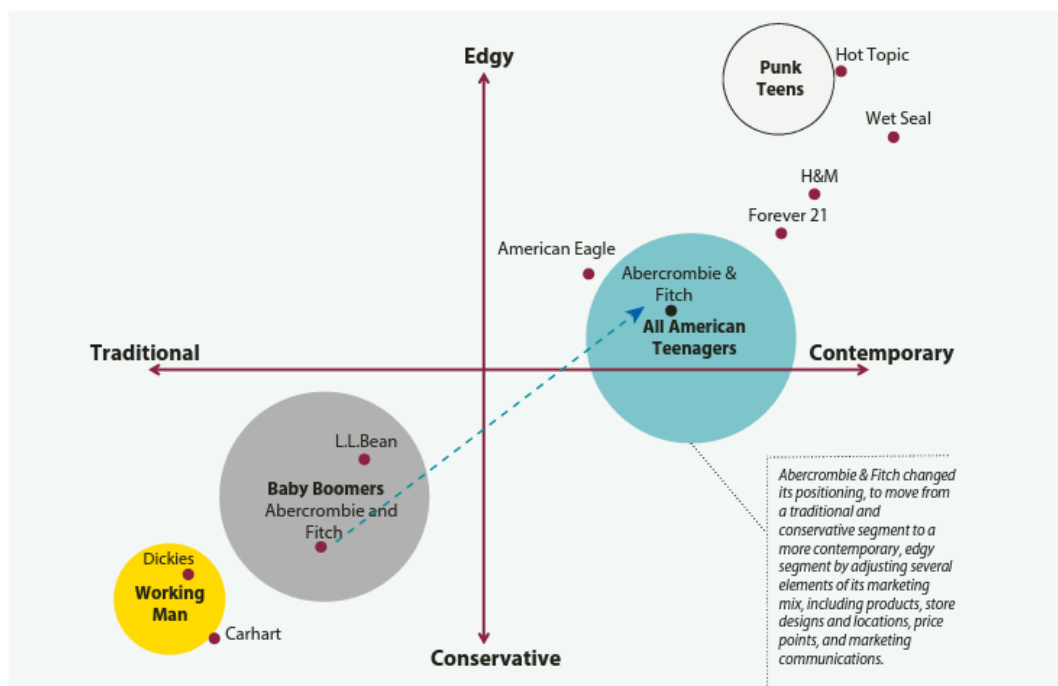 Edgy
Punk
Teens
Hot Topic
Wet Seal
H&M
Forever 21
American Eagle
Abercrombie &
Fitch
All American
Teenagers
Traditional
Contemporary
L.L.Bean
Baby Boomers
Abercrombie and
Fitch
Dickies
Working
Man
Carhart
Conservative
Abercrombie & Fitch changed
its positioning, to move from
a traditional and
conservative segment to a
more contemporary, edgy
segment by adjusting several
elements of its marketing
mix, including products, store
designs and locations, price
points, and marketing
communications.